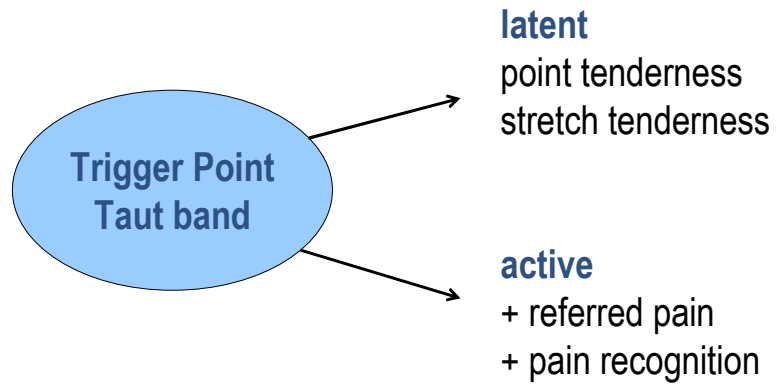 latent
point tenderness
stretch tenderness
Trigger Point
Taut band
active
+ referred pain
+ pain recognition